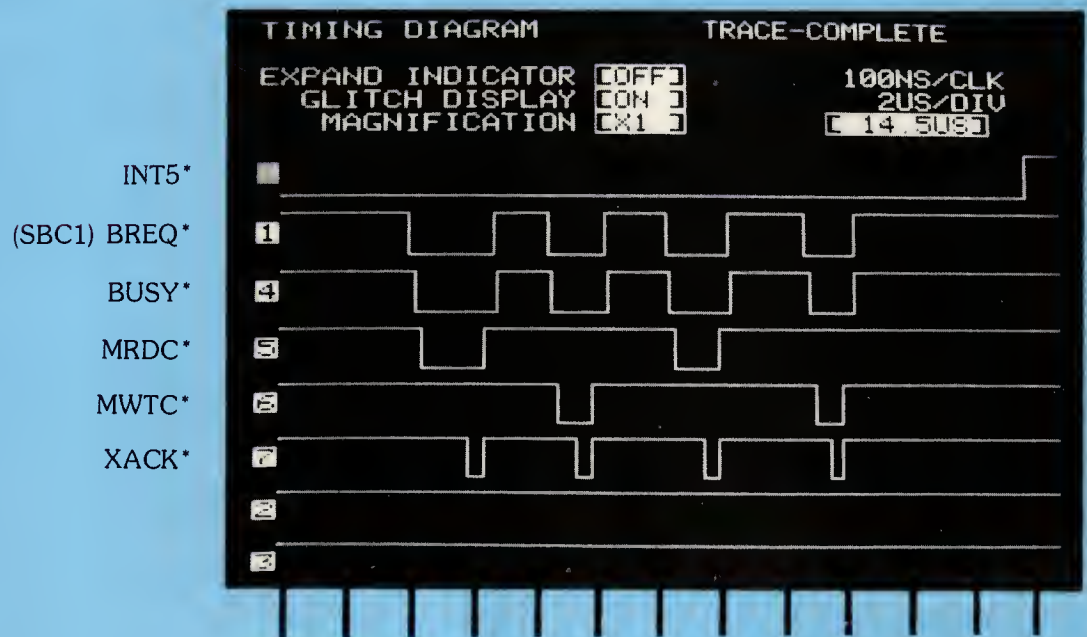 TIMING DIAGRAM TRACE-COMPLETE
EXPAND INDICATOR [OFF] 100NS/CLK
GLITCH DISPLAY [ON ] 2US/DIV
MAGNIFICATION [X1 ] [ 14.5US]
INT5*
(SBC1) BREQ* 1
BUSY* 4
MRDC* 5
MWTC* 6
XACK* 7
2
3